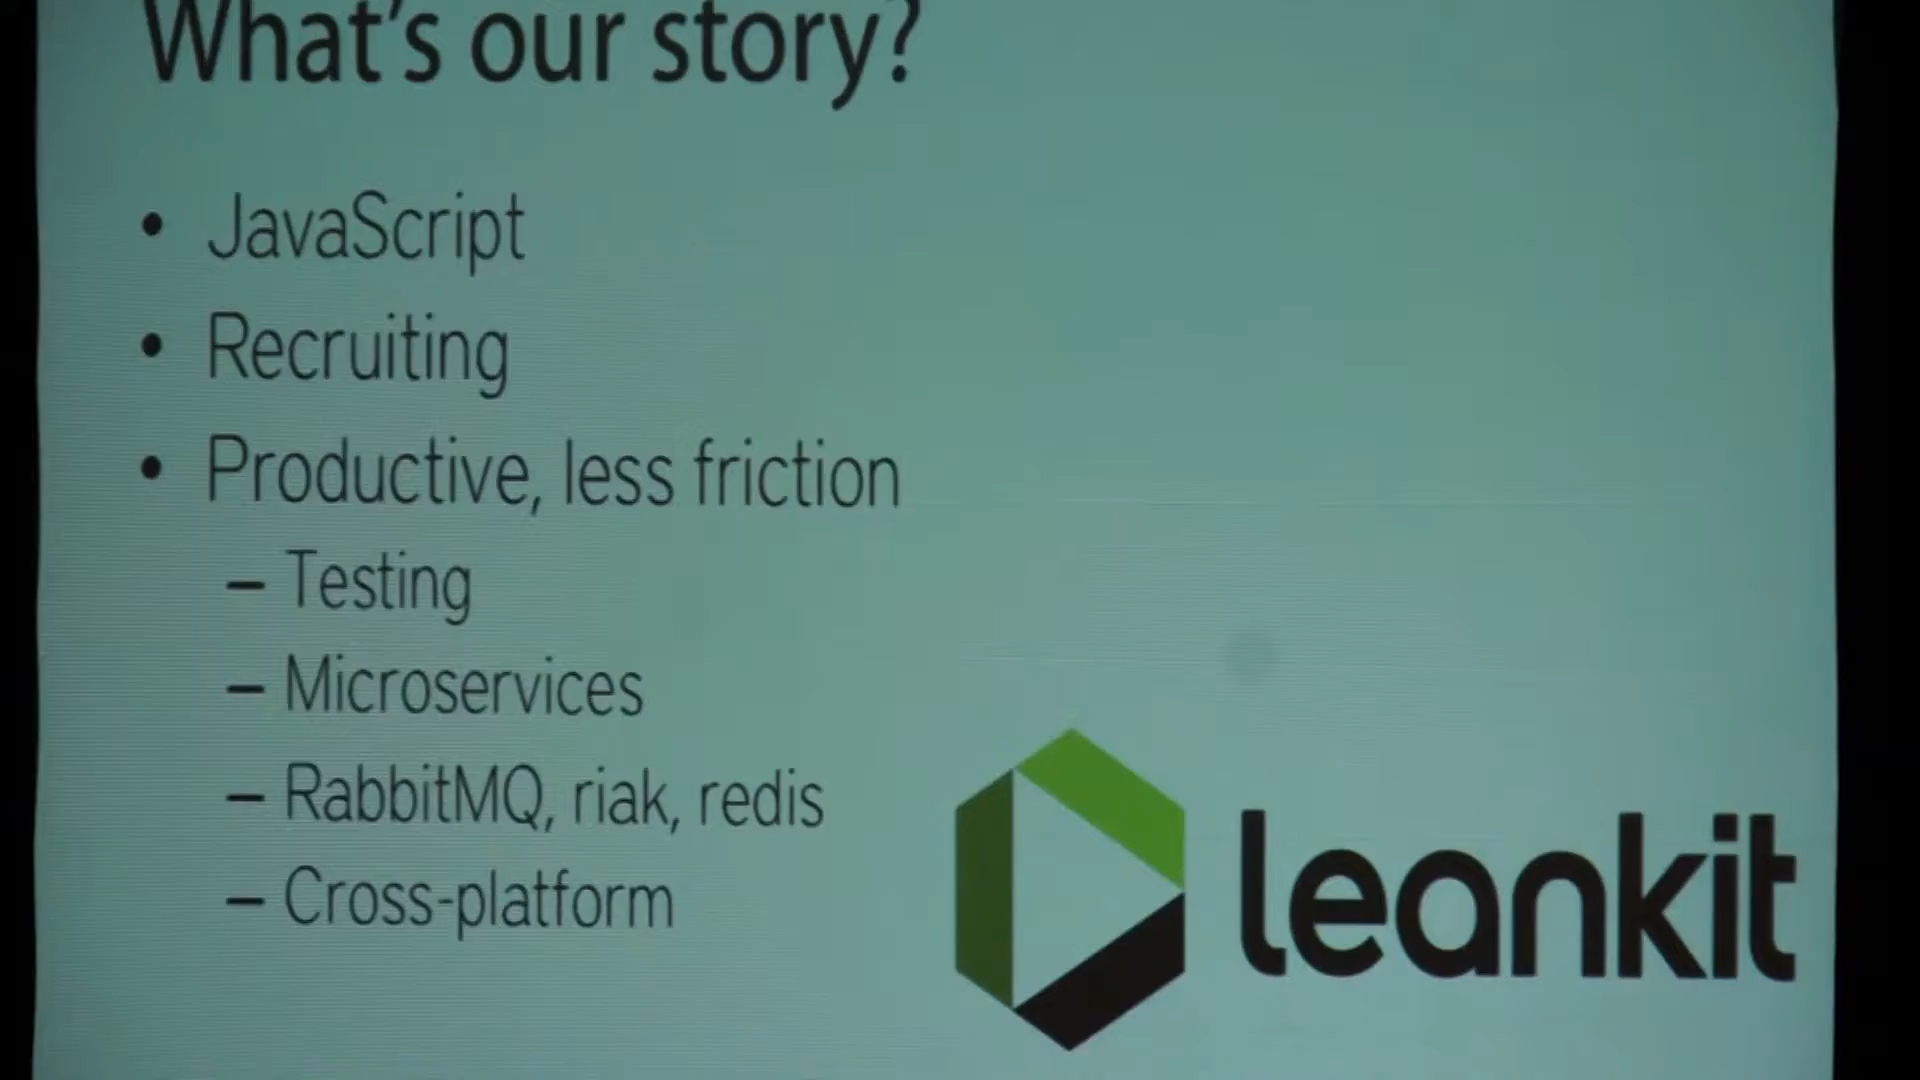 What's our story?
• JavaScript
• Recruiting
• Productive, less friction
– Testing
– Microservices
– RabbitMQ, riak, redis
– Cross-platform
leankit